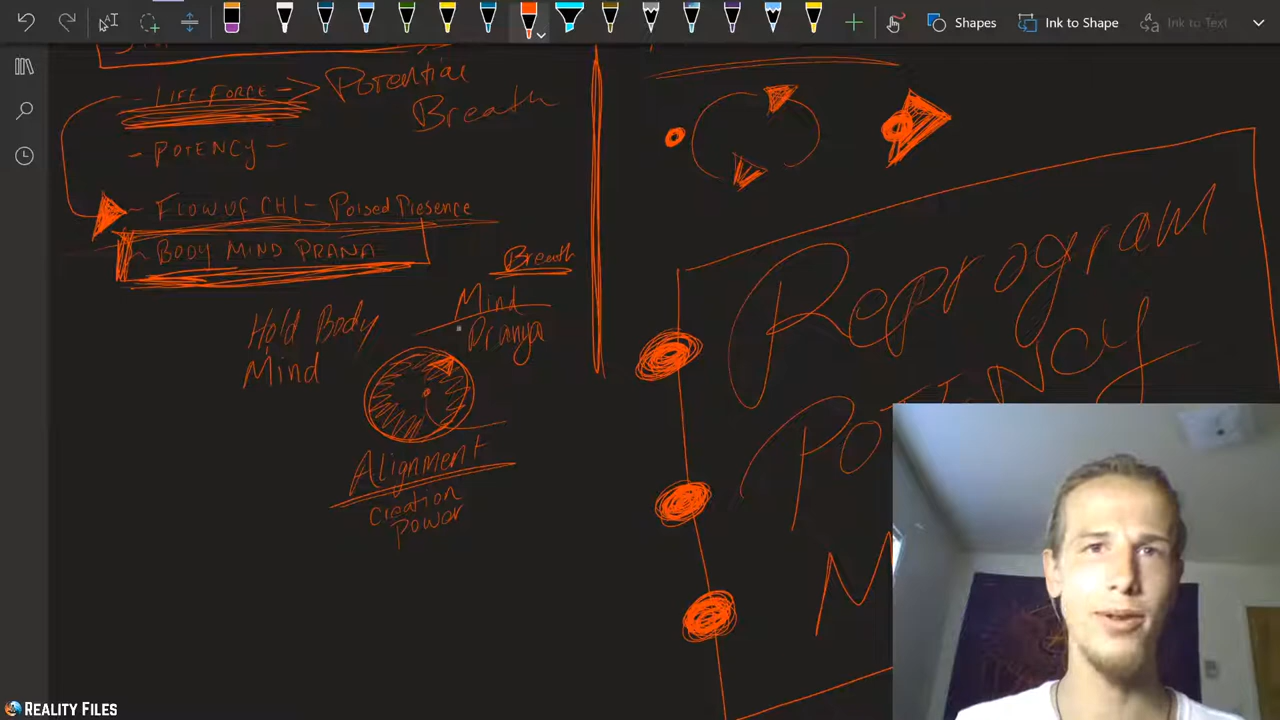 Shapes
Ink to Shape
Ink to Text
- LIFE FORCE - > Potential
Breath
- POTENCY -
- FLOW OF CHI - Poised Presence
- BODY MIND PRANA
Breath
Mind
Pranya
Hold Body
Mind
Alignment
Creation
Power
Reprogram
POTENCY
REALITY FILES